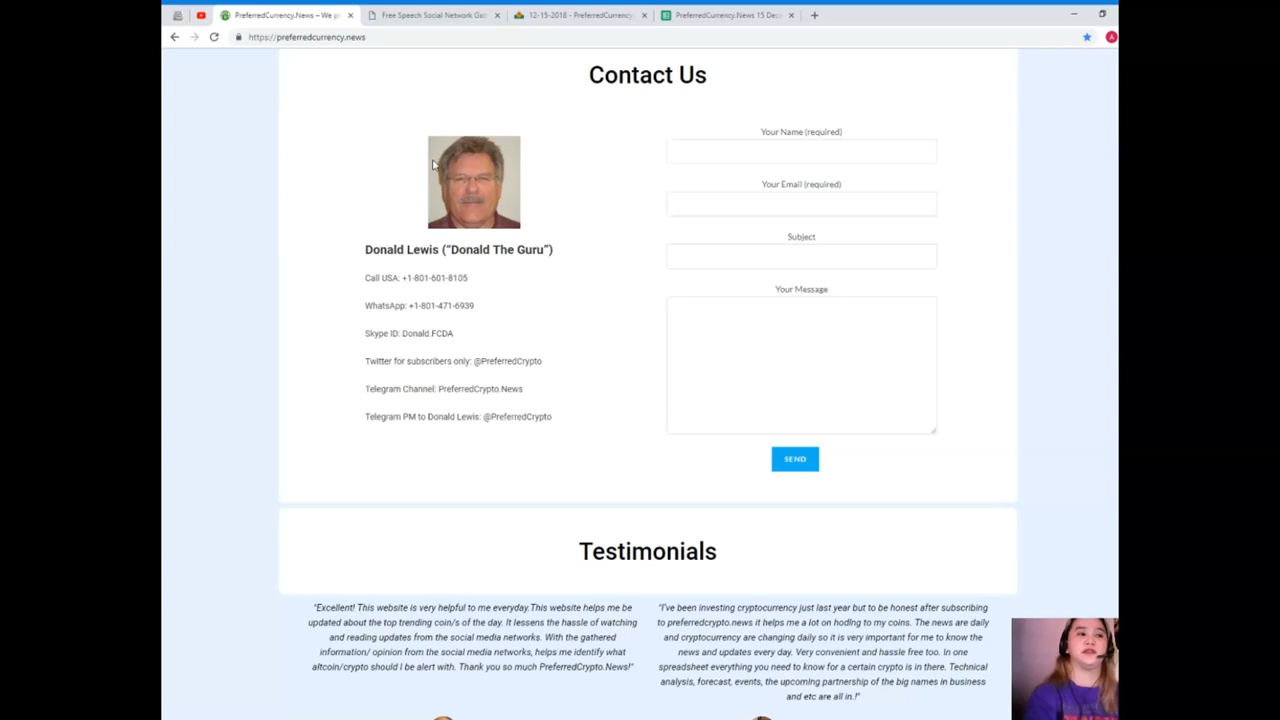 PreferredCurrency.News – We p
Free Speech Social Network Gab
12-15-2018 - PreferredCurrency
PreferredCurrency.News 15 Dece
https://preferredcurrency.news
A
Contact Us
Your Name (required)
Your Email (required)
Subject
Donald Lewis (“Donald The Guru”)
Call USA: +1-801-601-8105
Your Message
WhatsApp: +1-801-471-6939
Skype ID: Donald.FCDA
Twitter for subscribers only: @PreferredCrypto
Telegram Channel: PreferredCrypto.News
Telegram PM to Donald Lewis: @PreferredCrypto
SEND
Testimonials
“Excellent! This website is very helpful to me everyday.This website helps me be
updated about the top trending coin/s of the day. It lessens the hassle of watching
and reading updates from the social media networks. With the gathered
information/ opinion from the social media networks, helps me identify what
altcoin/crypto should I be alert with. Thank you so much PreferredCrypto.News!”
“I’ve been investing cryptocurrency just last year but to be honest after subscribing
to preferredcrypto.news it helps me a lot on hodlng to my coins. The news are daily
and cryptocurrency are changing daily so it is very important for me to know the
news and updates every day. Very convenient and hassle free too. In one
spreadsheet everything you need to know for a certain crypto is in there. Technical
analysis, forecast, events, the upcoming partnership of the big names in business
and etc are all in.!”